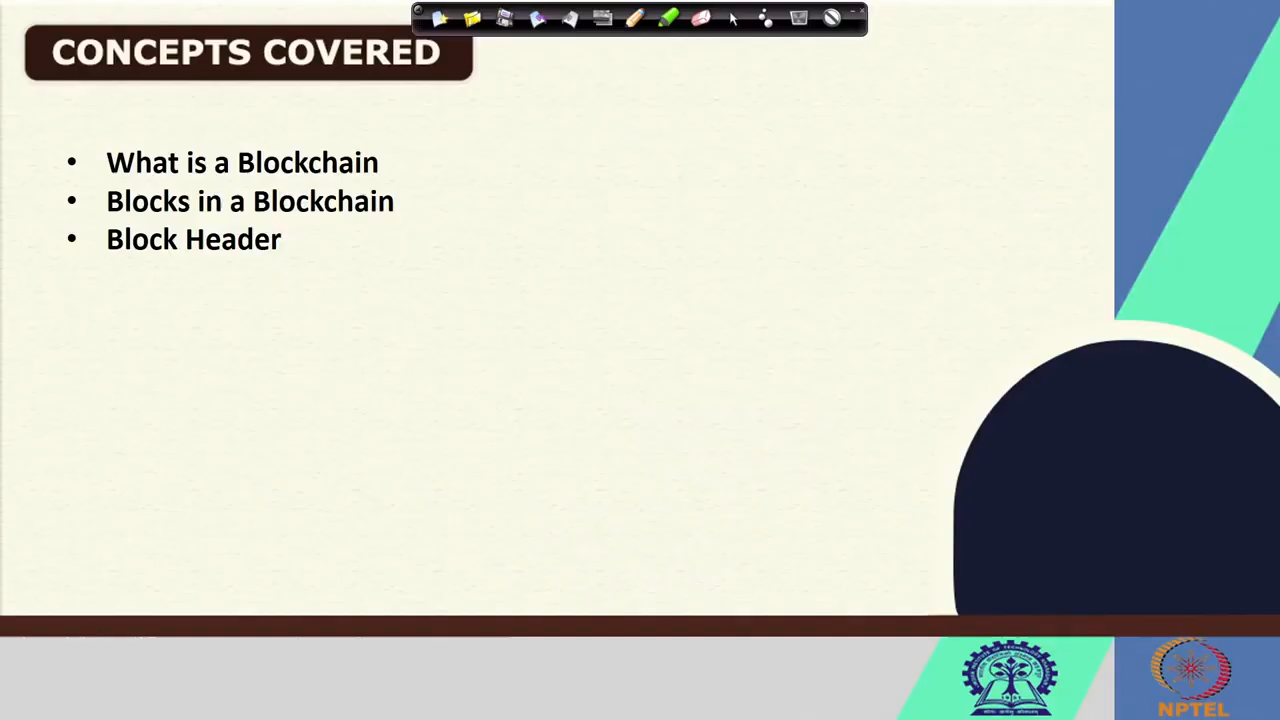 CONCEPTS COVERED
• What is a Blockchain
• Blocks in a Blockchain
• Block Header
NPTEL